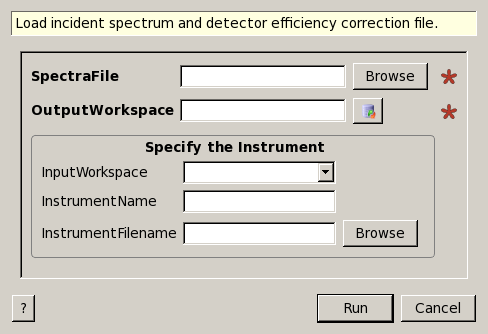 Load incident spectrum and detector efficiency correction file.
SpectraFile Browse
OutputWorkspace
Specify the Instrument
InputWorkspace
InstrumentName
InstrumentFilename Browse
? Run Cancel